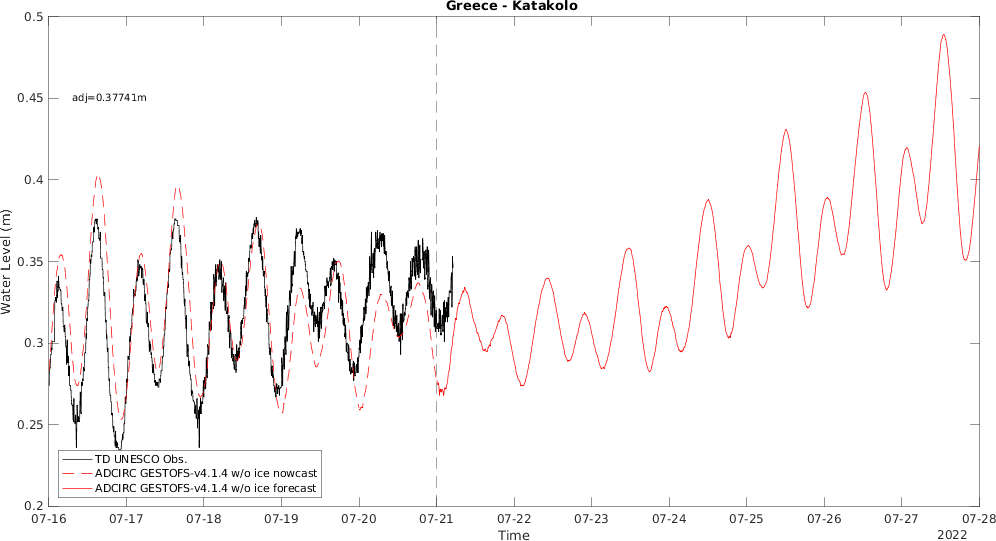 Greece - Katakolo
0.5
0.45
0.4
0.35
0.3
0.25
0.2
Water Level (m)
adj=0.37741m
TD UNESCO Obs.
ADCIRC GESTOFS-v4.1.4 w/o ice nowcast
ADCIRC GESTOFS-v4.1.4 w/o ice forecast
07-16 07-17 07-18 07-19 07-20 07-21 07-22 07-23 07-24 07-25 07-26 07-27 07-28
Time
2022